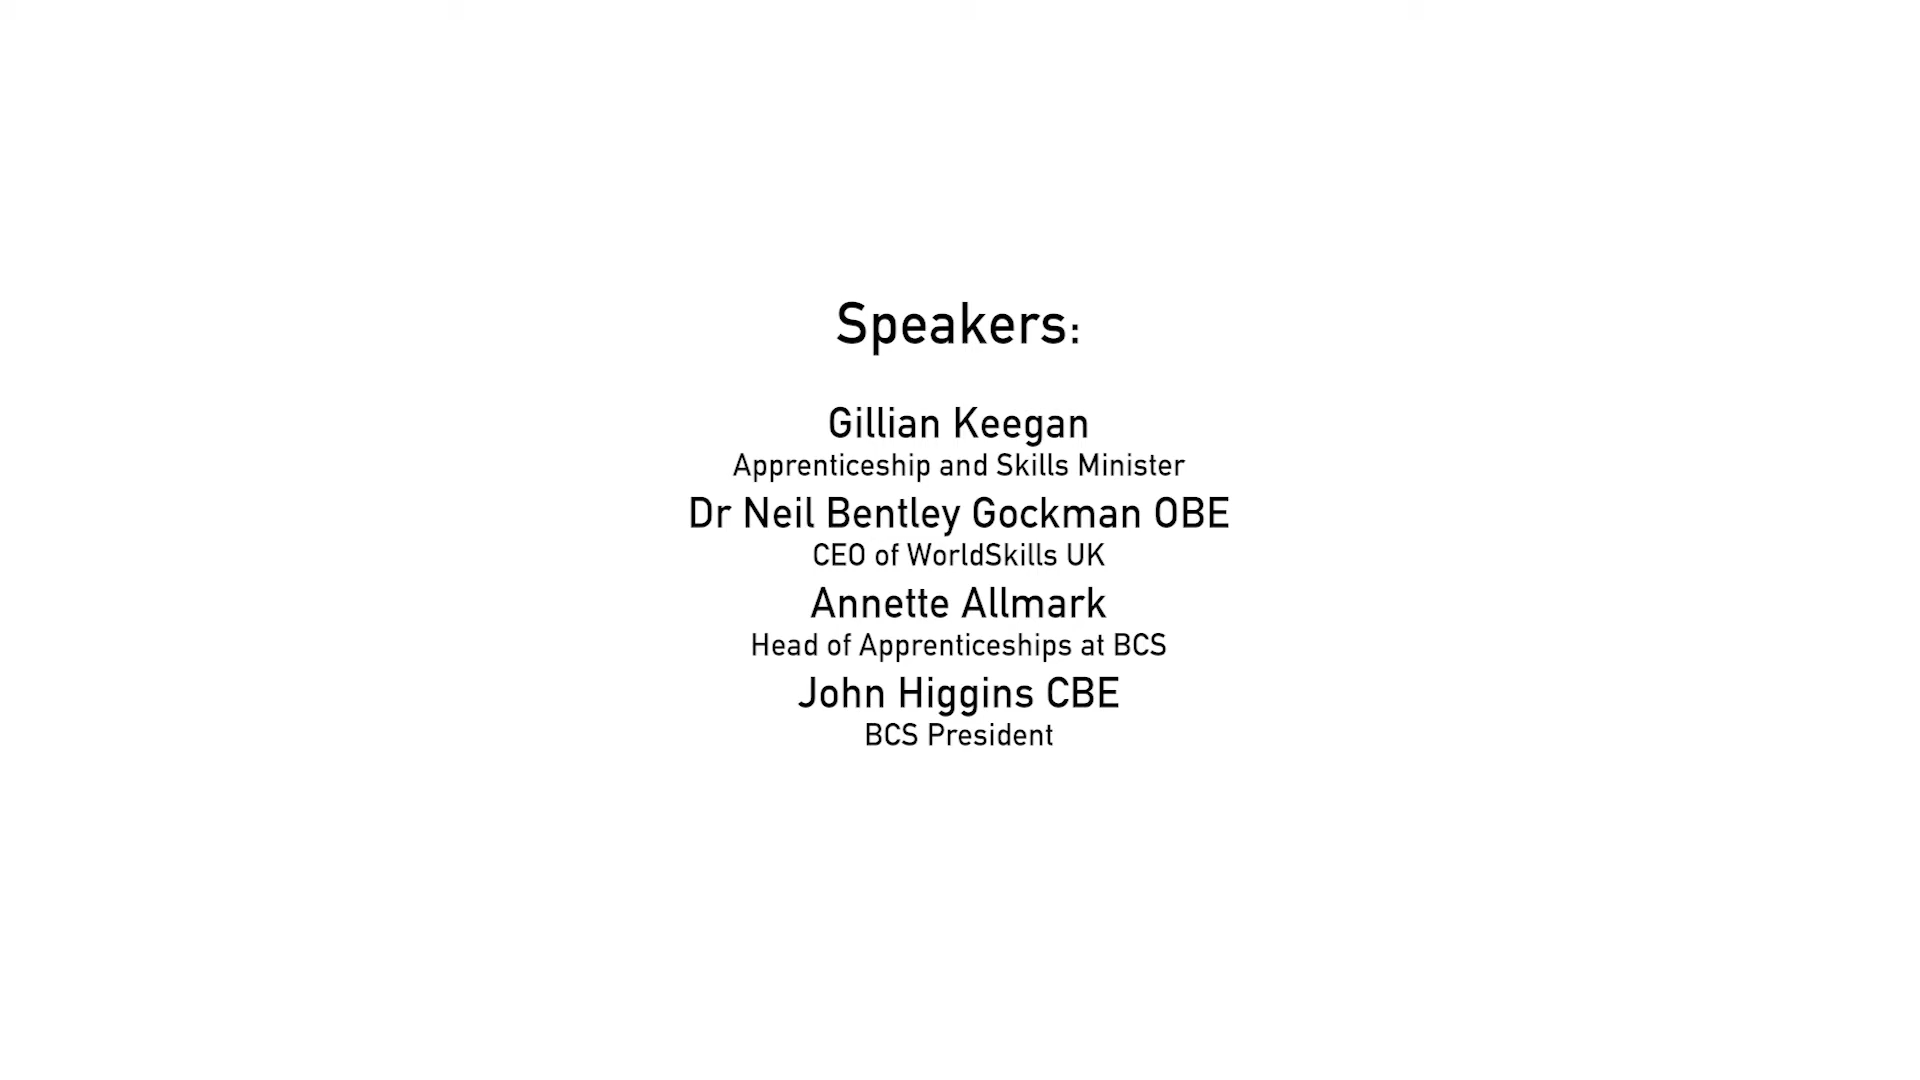 Speakers:
Gillian Keegan
Apprenticeship and Skills Minister
Dr Neil Bentley Gockman OBE
CEO of WorldSkills UK
Annette Allmark
Head of Apprenticeships at BCS
John Higgins CBE
BCS President